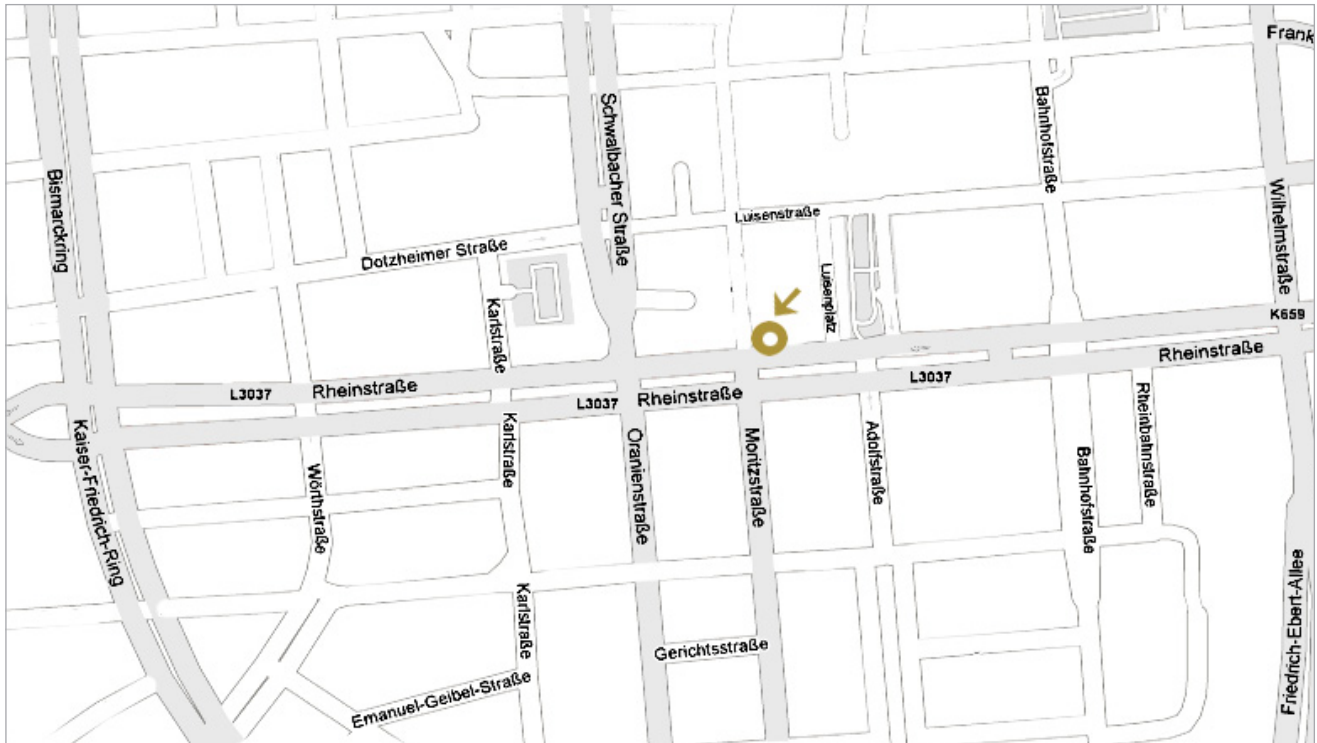 Frank
Schwalbacher Straße
Bahnhofstraße
Bismarckring
Wilhelmstraße
Luisenstraße
Dotzheimer Straße
Luisenplatz
Karlstraße
K659
Rheinstraße
L3037
Rheinstraße
L3037
L3037
Rheinstraße
Kaiser-Friedrich-Ring
Karlstraße
Wörthstraße
Oranienstraße
Moritzstraße
Adolfstraße
Bahnhofstraße
Rheinbahnstraße
Karlstraße
Gerichtsstraße
Emanuel-Geibel-Straße
Friedrich-Ebert-Allee